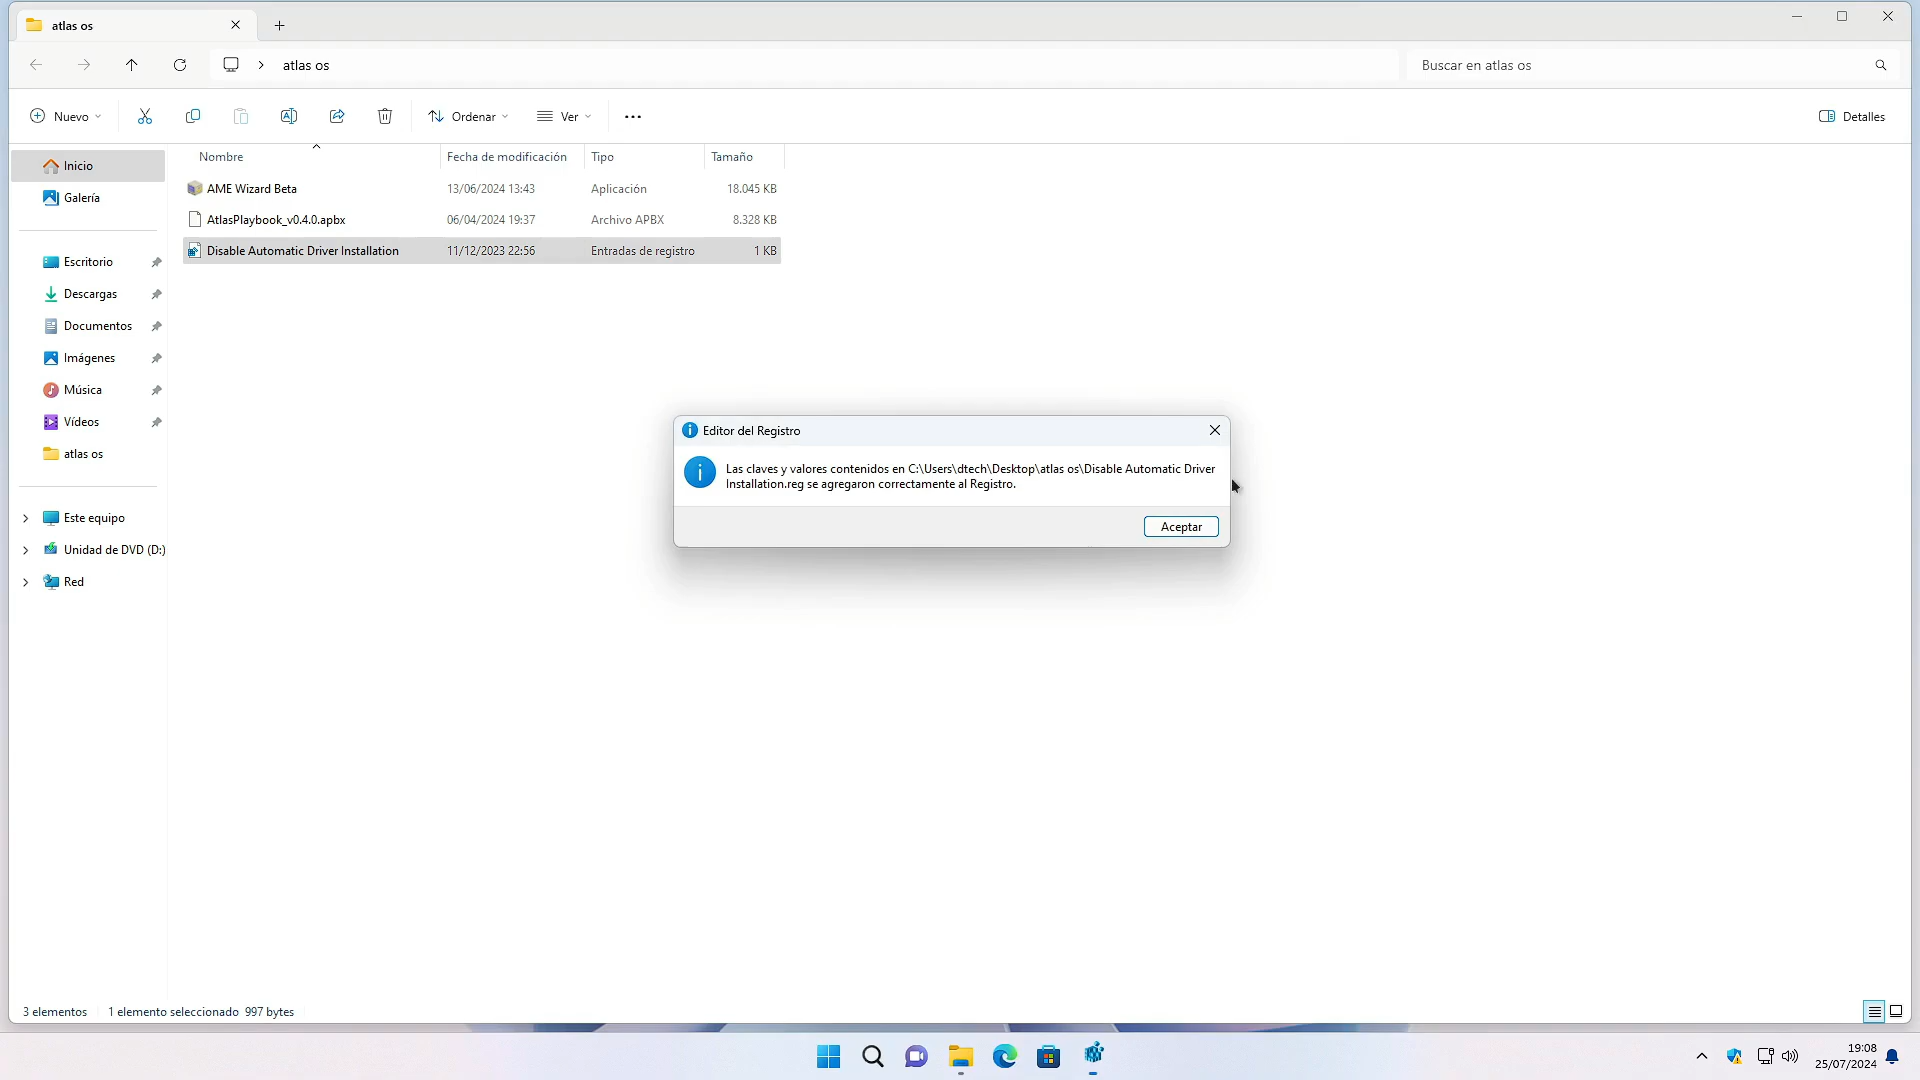 atlas os
atlas os
Buscar en atlas os
Nuevo
Ordenar
Ver
Detalles
Inicio
Galería
Escritorio
Descargas
Documentos
Imágenes
Música
Vídeos
atlas os
Este equipo
Unidad de DVD (D:)
Red
Nombre Fecha de modificación Tipo Tamaño
AME Wizard Beta 13/06/2024 13:43 Aplicación 18.045 KB
AtlasPlaybook_v0.4.0.apbx 06/04/2024 19:37 Archivo APBX 8.328 KB
Disable Automatic Driver Installation 11/12/2023 22:56 Entradas de registro 1 KB
Editor del Registro
Las claves y valores contenidos en C:\Users\dtech\Desktop\atlas os\Disable Automatic Driver
Installation.reg se agregaron correctamente al Registro.
Aceptar
3 elementos 1 elemento seleccionado 997 bytes
19:08
25/07/2024